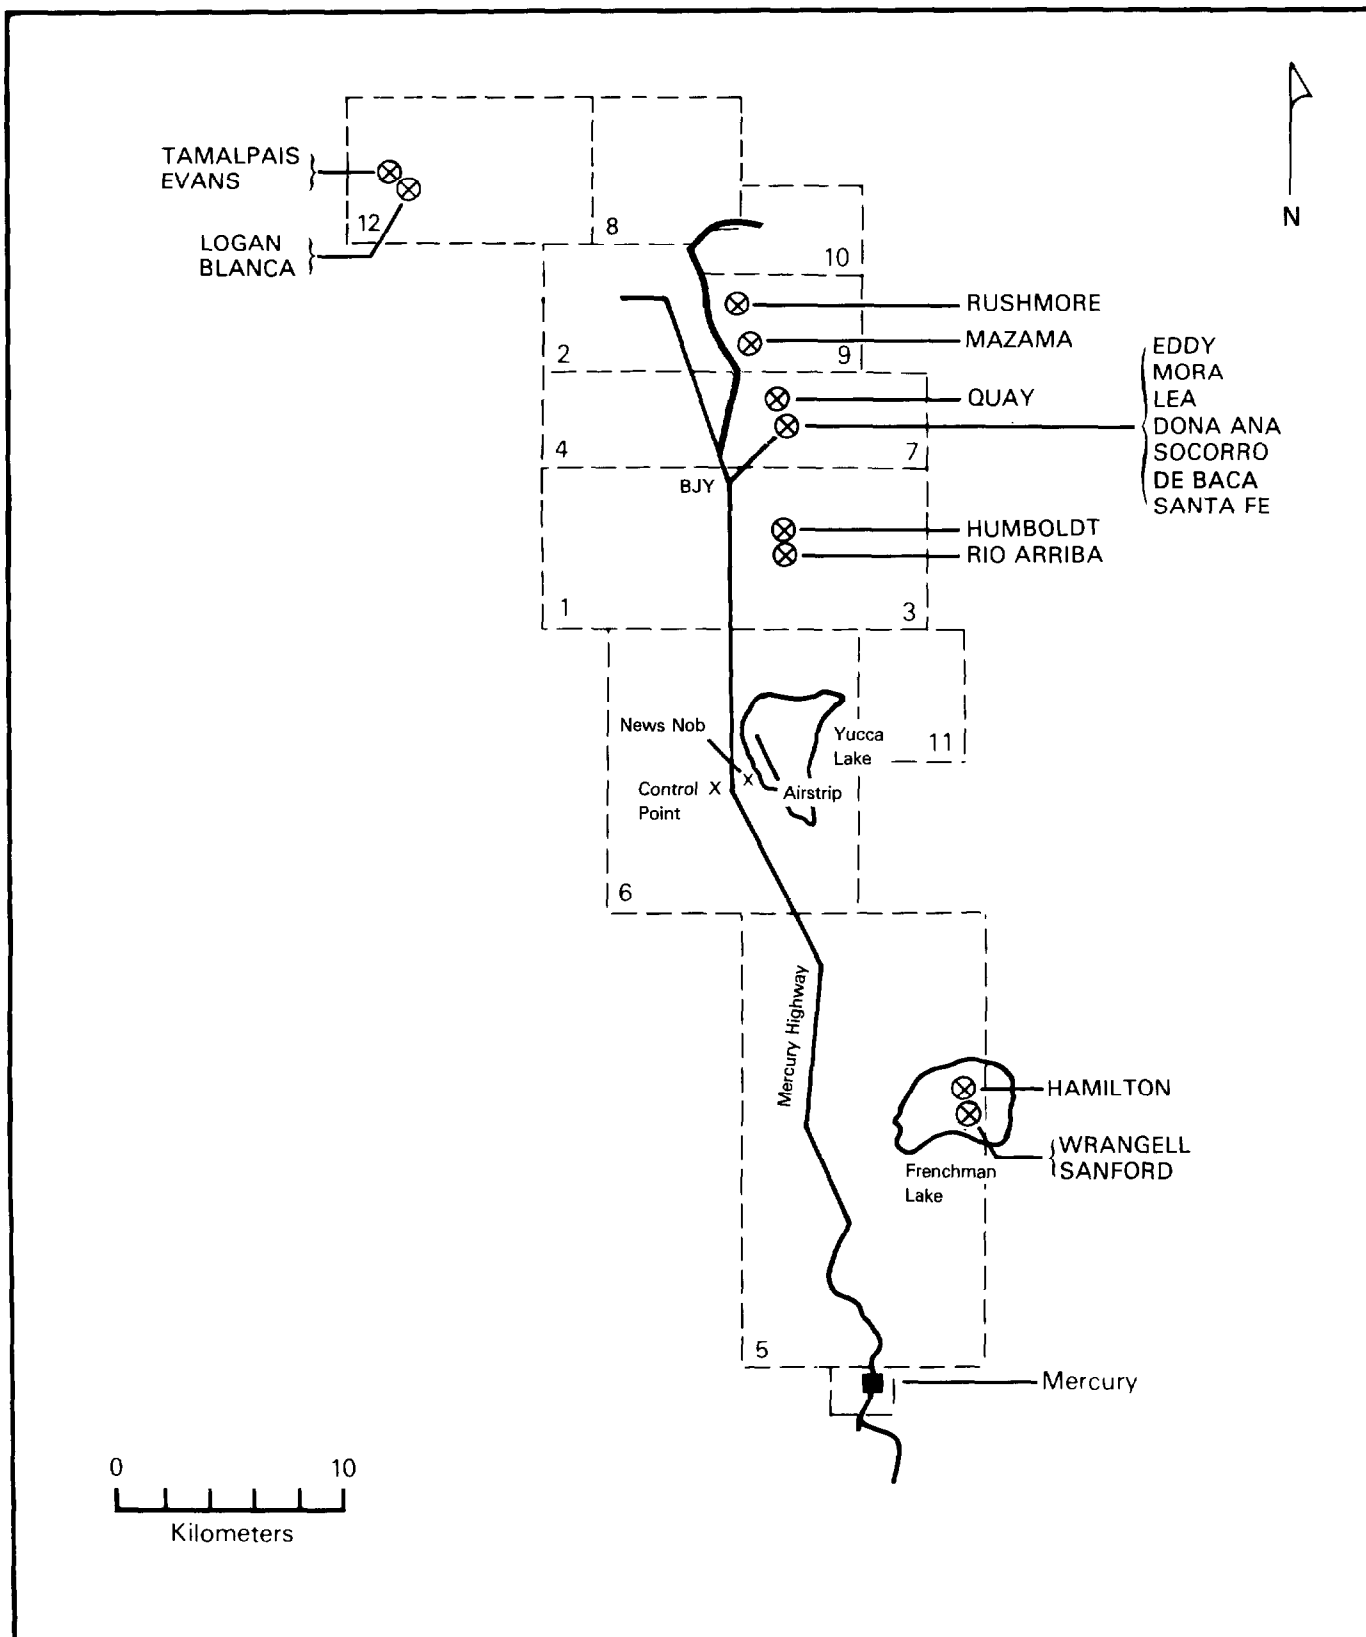 TAMALPAIS
EVANS
12
8
LOGAN
BLANCA
N
10
RUSHMORE
MAZAMA
2
9
EDDY
MORA
LEA
DONA ANA
SOCORRO
DE BACA
SANTA FE
QUAY
4
7
BJY
HUMBOLDT
RIO ARRIBA
1
3
News Nob
Yucca
Lake
11
Control
Point
X
X
Airstrip
6
Mercury Highway
HAMILTON
WRANGELL
SANFORD
Frenchman
Lake
5
Mercury
0 10
Kilometers